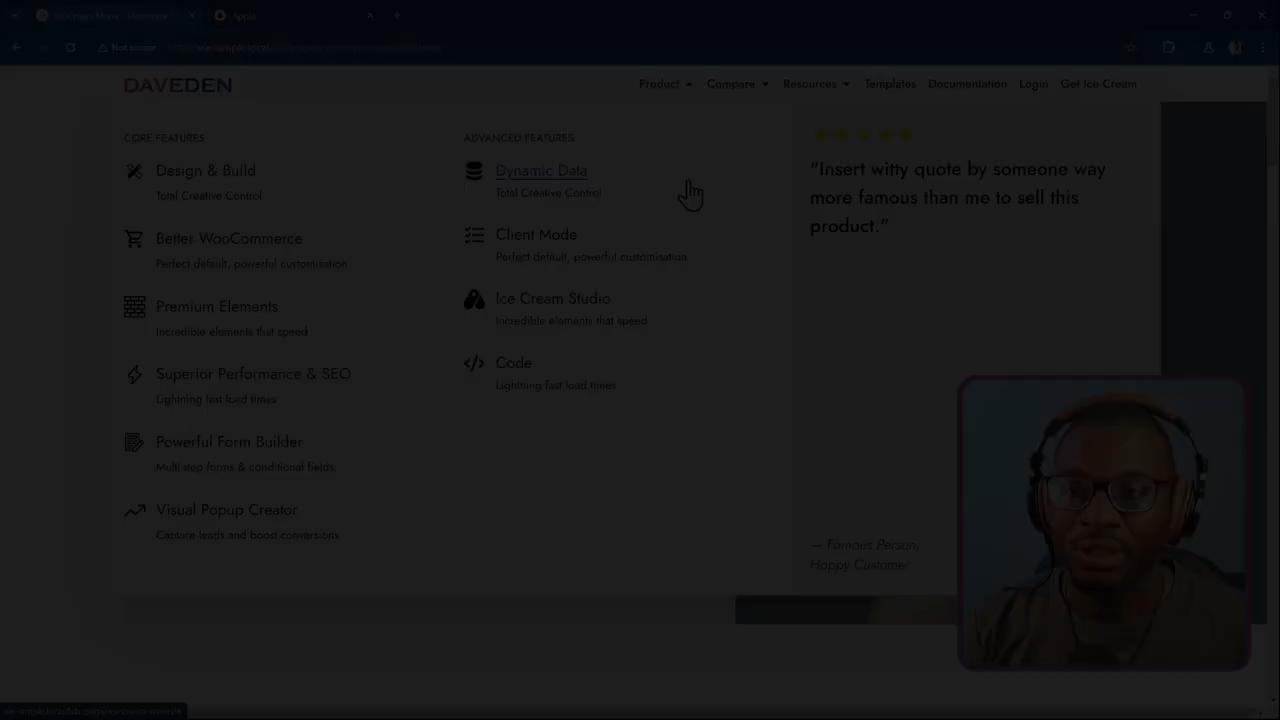 Apple
Not secure
DAVEDEN
Product
Compare
Resources
Templates
Documentation
Login
Get Ice Cream
CORE FEATURES
Design & Build
Total Creative Control
Better WooCommerce
Perfect default, powerful customisation
Premium Elements
Incredible elements that speed
Superior Performance & SEO
Lightning fast load times
Powerful Form Builder
Multi step forms & conditional fields
Visual Popup Creator
Capture leads and boost conversions
ADVANCED FEATURES
Dynamic Data
Total Creative Control
Client Mode
Perfect default, powerful customisation
Ice Cream Studio
Incredible elements that speed
Code
Lightning fast load times
"Insert witty quote by someone way
more famous than me to sell this
product."
— Famous Person,
Happy Customer